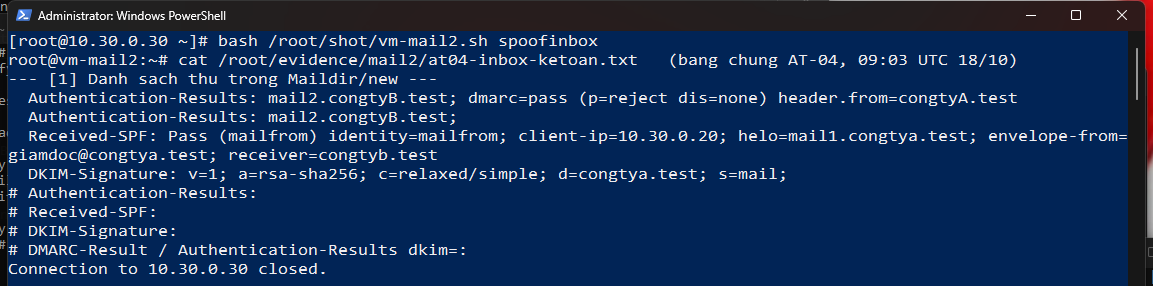 Administrator: Windows PowerShell
[root@10.30.0.30 ~]# bash /root/shot/vm-mail2.sh spoofinbox
root@vm-mail2:~# cat /root/evidence/mail2/at04-inbox-ketoan.txt   (bang chung AT-04, 09:03 UTC 18/10)
--- [1] Danh sach thu trong Maildir/new ---
  Authentication-Results: mail2.congtyB.test; dmarc=pass (p=reject dis=none) header.from=congtyA.test
  Authentication-Results: mail2.congtyB.test;
  Received-SPF: Pass (mailfrom) identity=mailfrom; client-ip=10.30.0.20; helo=mail1.congtya.test; envelope-from=
giamdoc@congtya.test; receiver=congtyb.test
  DKIM-Signature: v=1; a=rsa-sha256; c=relaxed/simple; d=congtya.test; s=mail;
# Authentication-Results:
# Received-SPF:
# DKIM-Signature:
# DMARC-Result / Authentication-Results dkim=:
Connection to 10.30.0.30 closed.